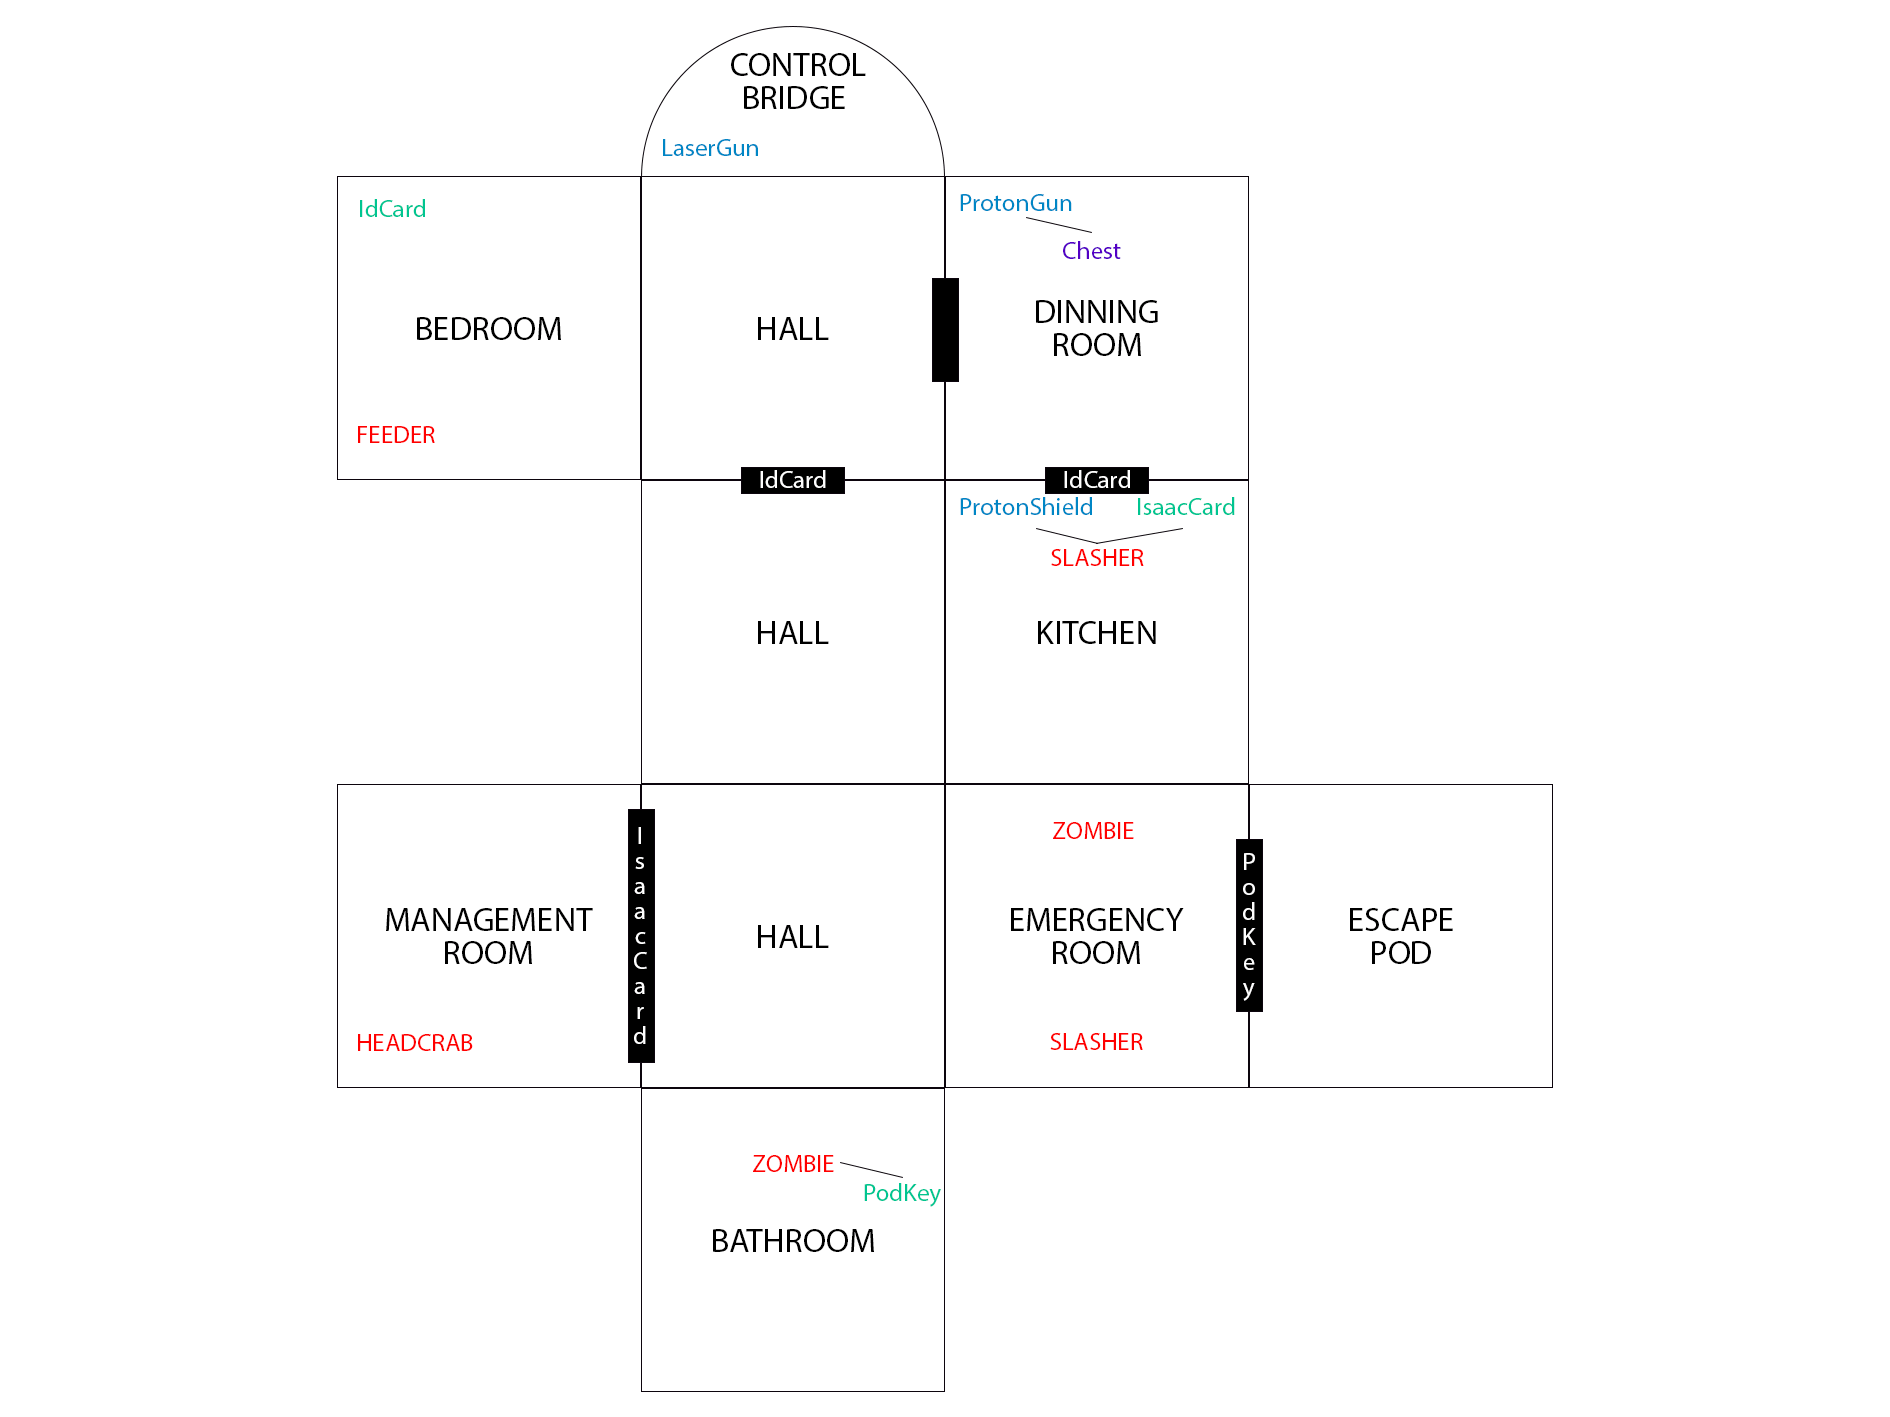 CONTROL
BRIDGE
LaserGun
IdCard
BEDROOM
FEEDER
HALL
ProtonGun
Chest
DINNING
ROOM
IdCard
IdCard
HALL
ProtonShield
IsaacCard
SLASHER
KITCHEN
MANAGEMENT
ROOM
HEADCRAB
IsaacCard
HALL
ZOMBIE
EMERGENCY
ROOM
SLASHER
PodKey
ESCAPE
POD
ZOMBIE
PodKey
BATHROOM